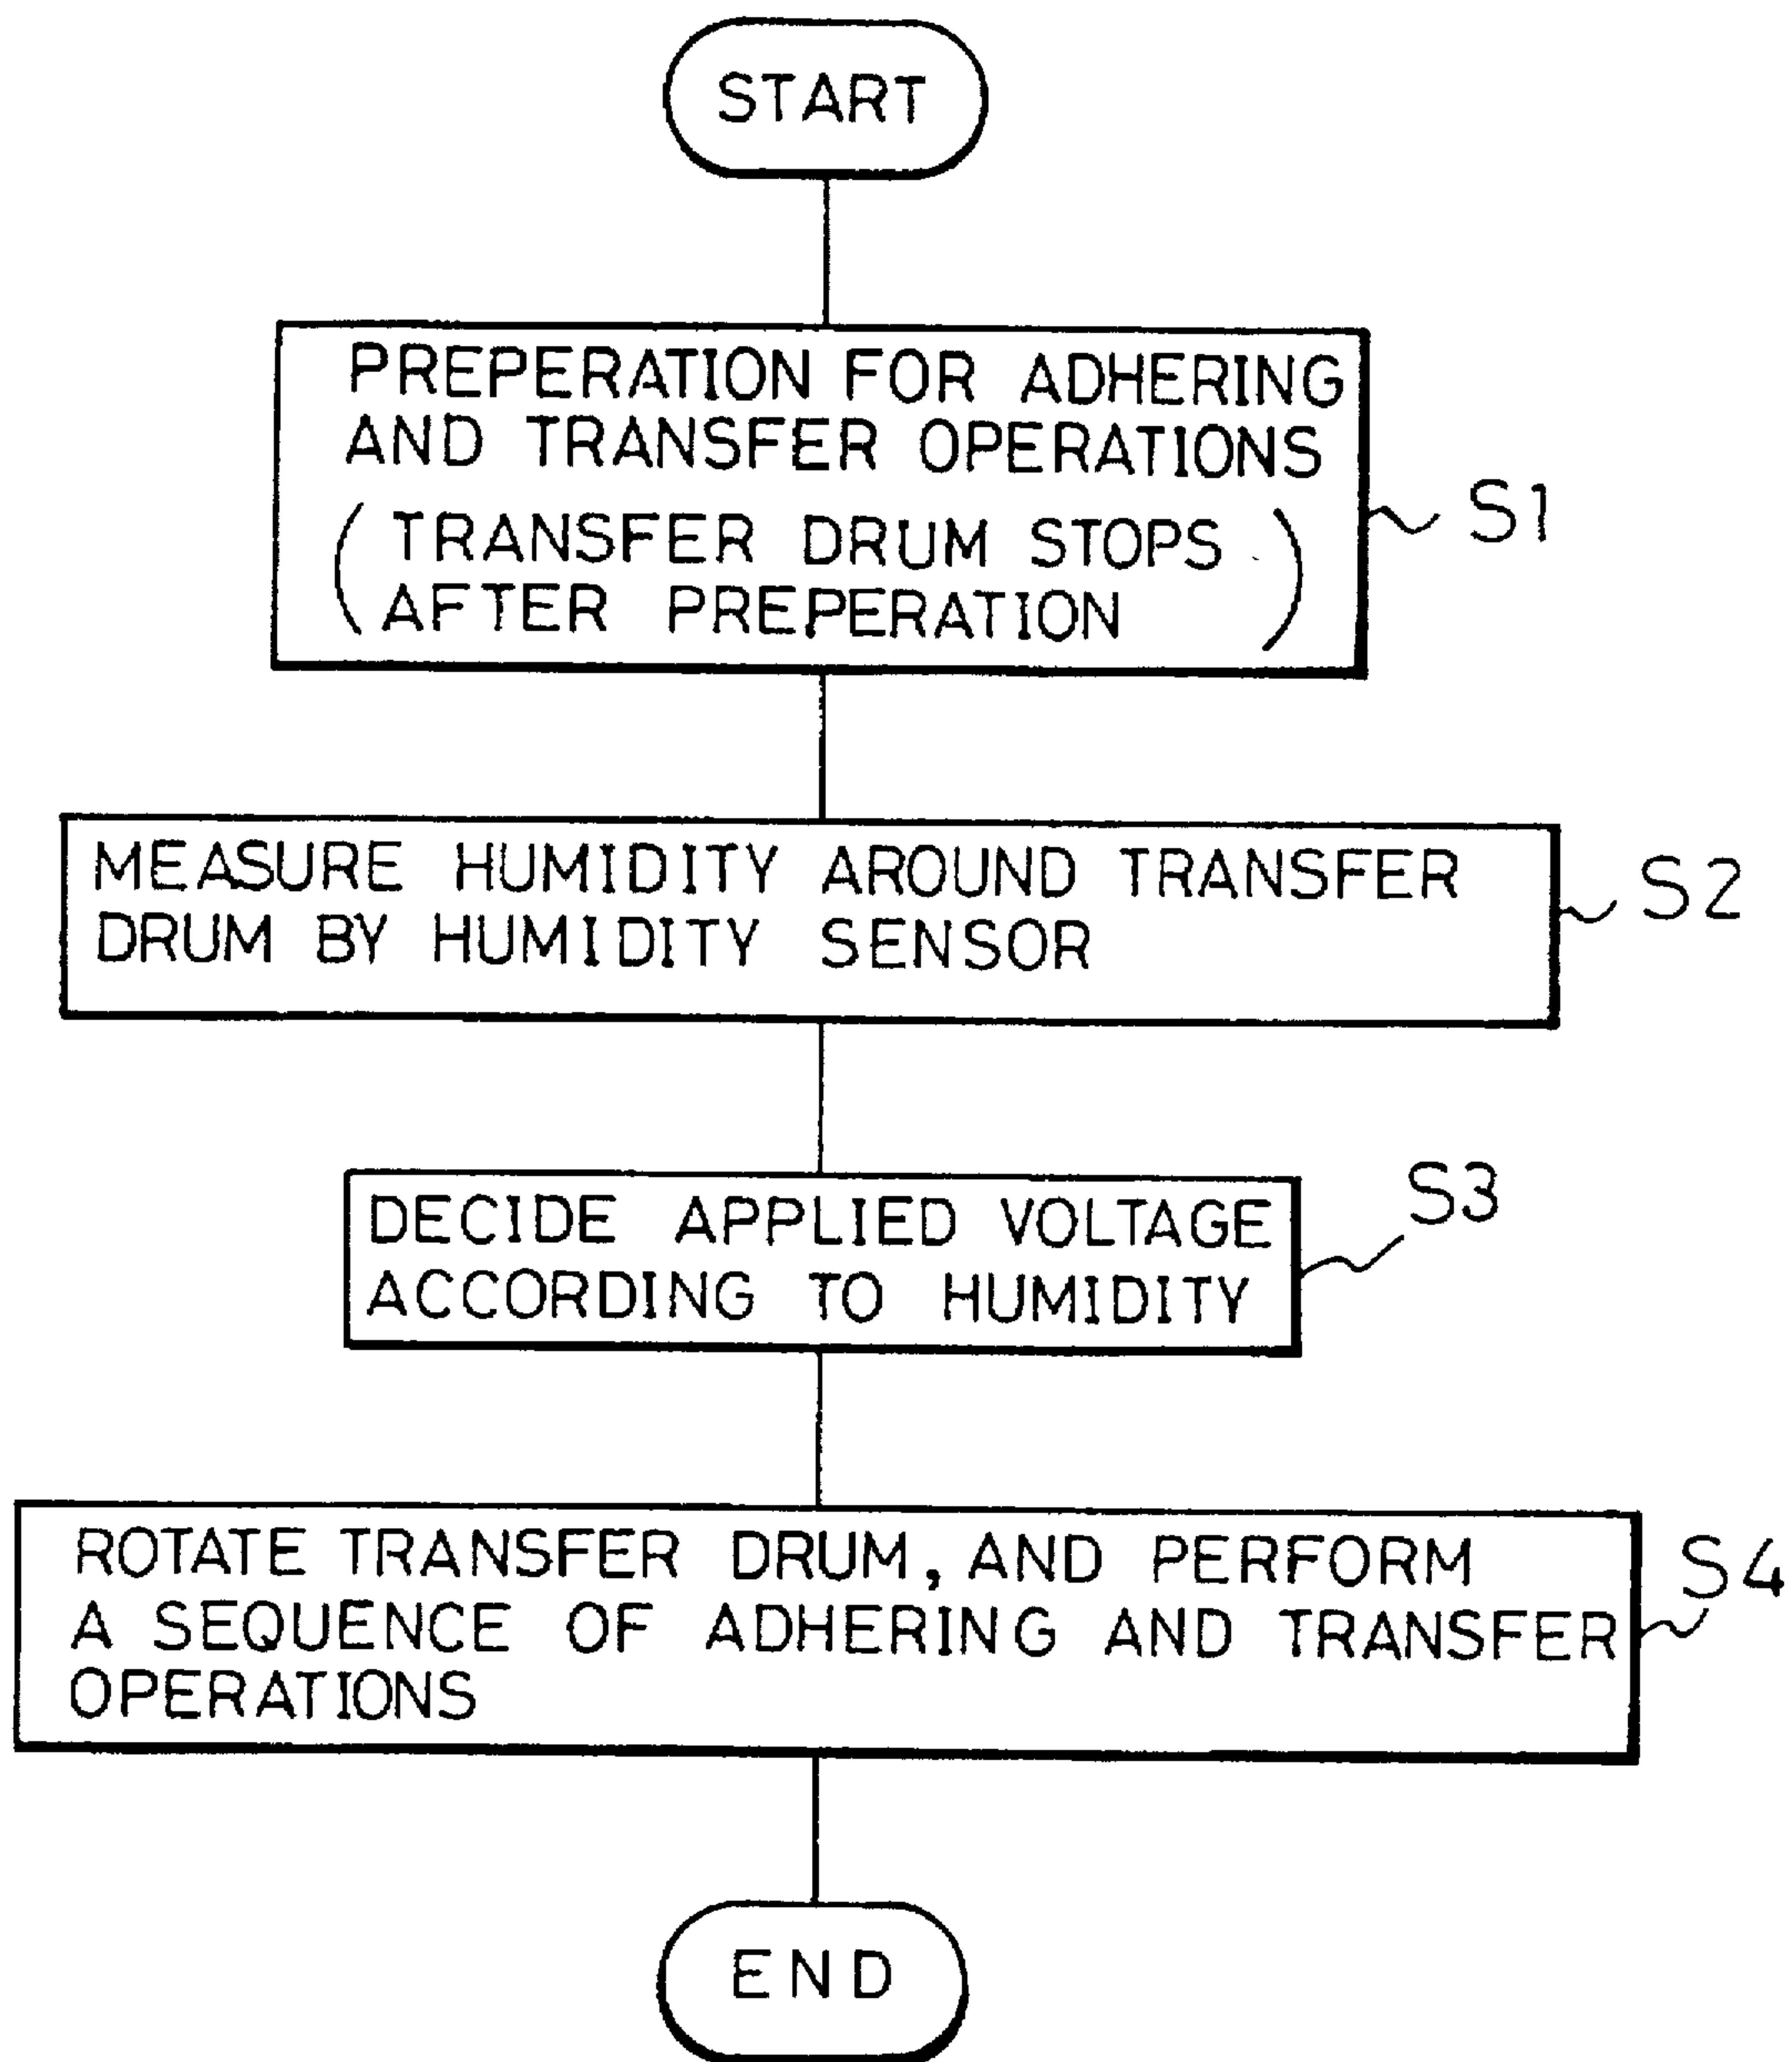 START
PREPERATION FOR ADHERING
AND TRANSFER OPERATIONS
( TRANSFER DRUM STOPS
AFTER PREPERATION )
S1
MEASURE HUMIDITY AROUND TRANSFER
DRUM BY HUMIDITY SENSOR
S2
DECIDE APPLIED VOLTAGE
ACCORDING TO HUMIDITY
S3
ROTATE TRANSFER DRUM, AND PERFORM
A SEQUENCE OF ADHERING AND TRANSFER
OPERATIONS
S4
END